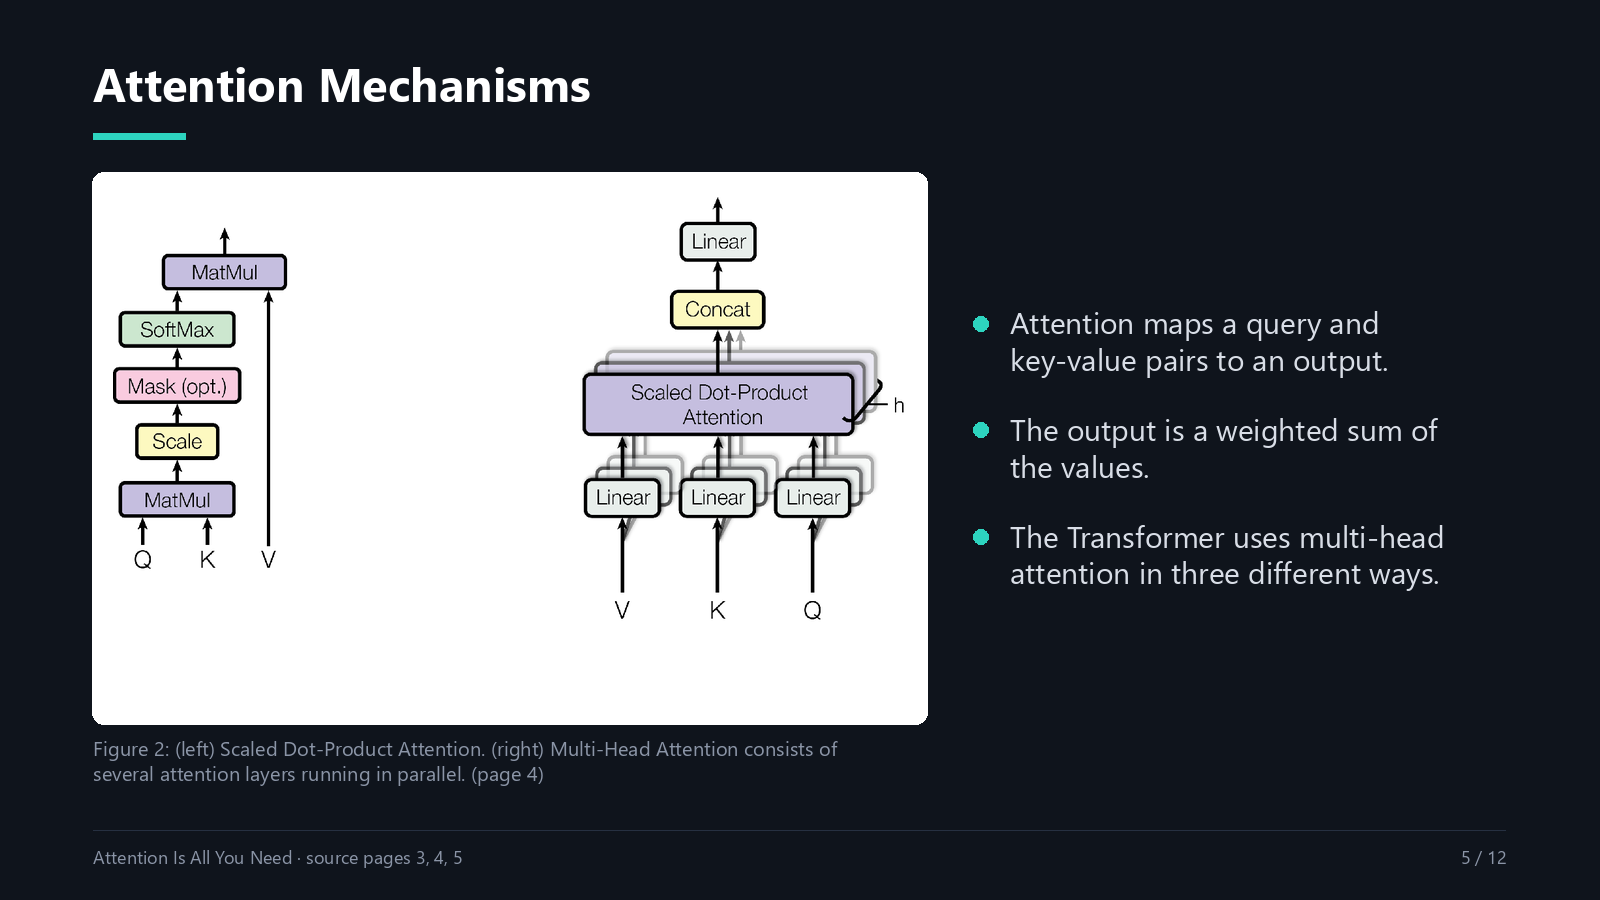 Attention Mechanisms
MatMul
SoftMax
Mask (opt.)
Scale
MatMul
Q K V
Linear
Concat
Scaled Dot-Product
Attention
h
Linear Linear Linear
V K Q
Attention maps a query and
key-value pairs to an output.
The output is a weighted sum of
the values.
The Transformer uses multi-head
attention in three different ways.
Figure 2: (left) Scaled Dot-Product Attention. (right) Multi-Head Attention consists of
several attention layers running in parallel. (page 4)
Attention Is All You Need · source pages 3, 4, 5
5 / 12